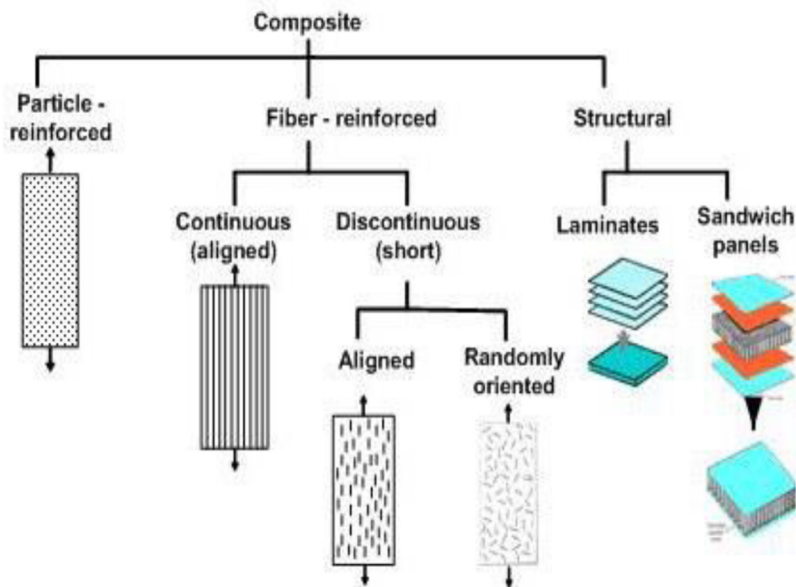 Composite
Particle -
reinforced
Fiber - reinforced
Structural
Continuous
(aligned)
Discontinuous
(short)
Laminates
Sandwich
panels
Aligned
Randomly
oriented